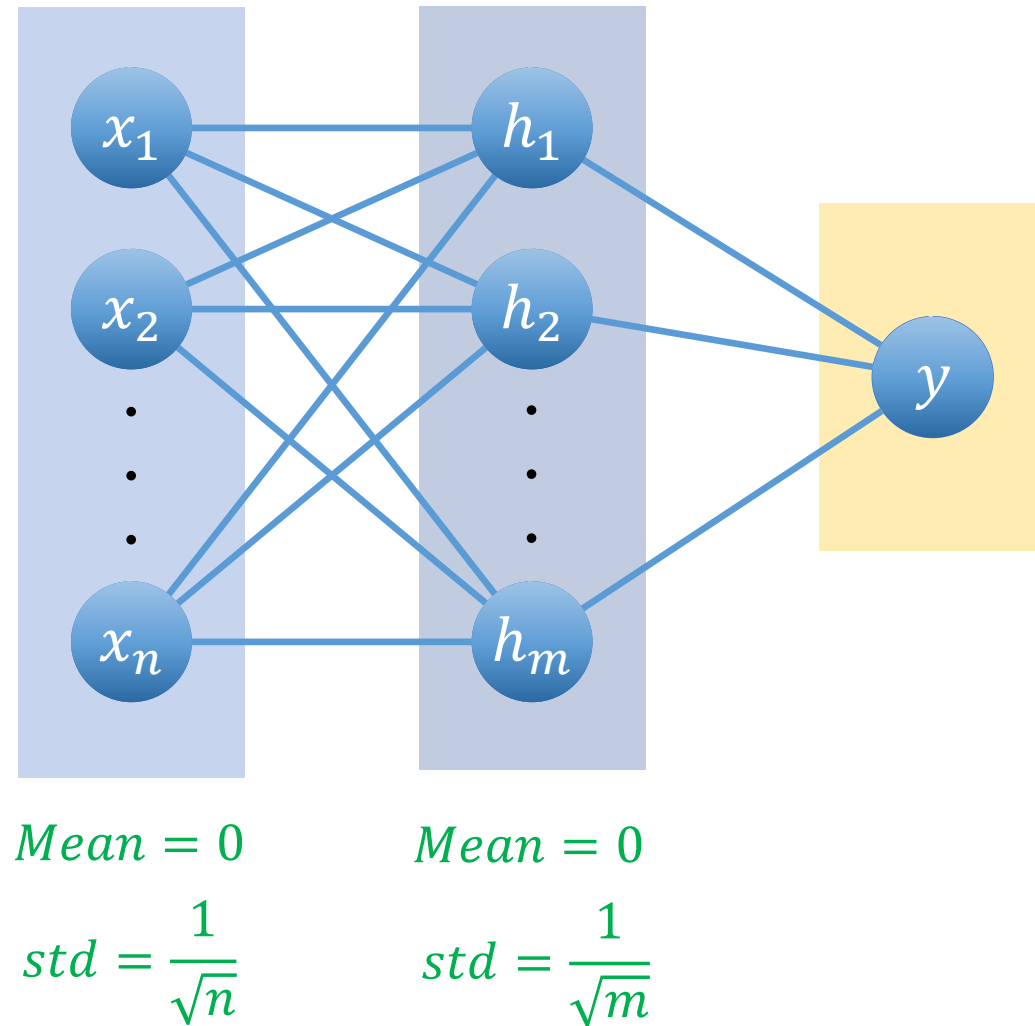 x₁ h₁
x₂ h₂
y
xₙ hₘ
Mean = 0 Mean = 0
std = 1/√n std = 1/√m